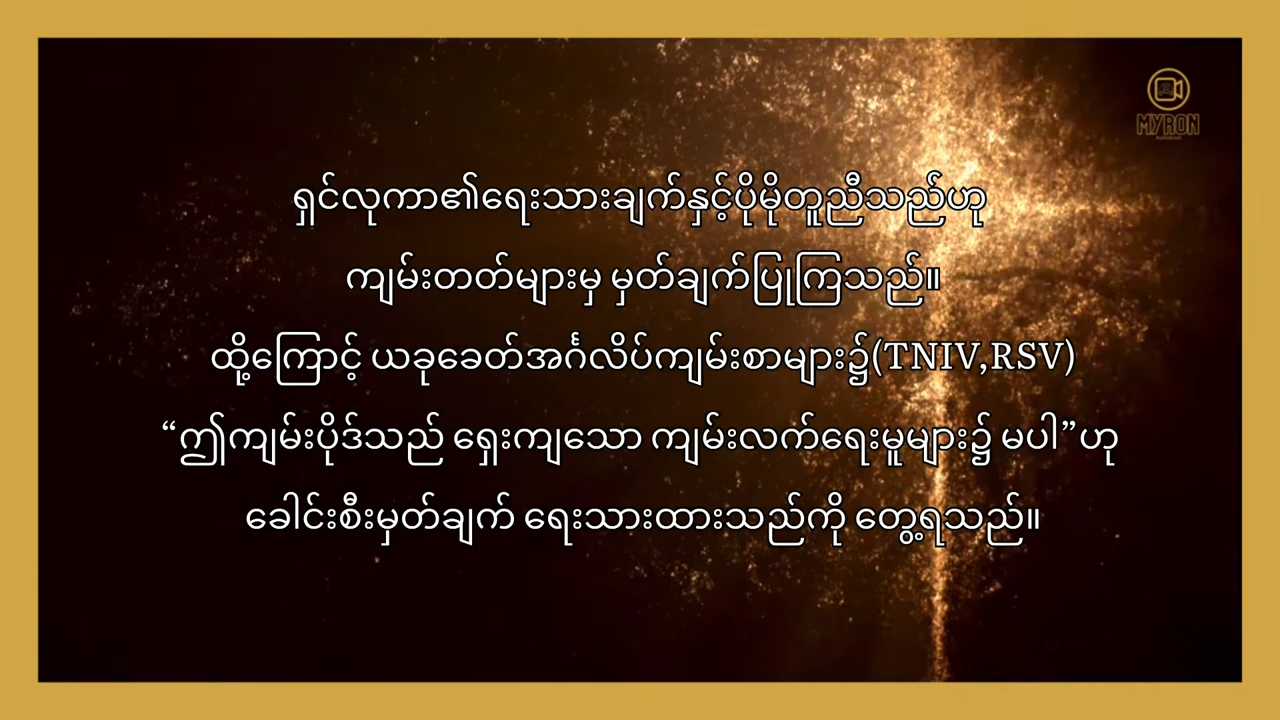 MYRON
ရှင်လုကာ၏ရေးသားချက်နှင့်ပိုမိုတူညီသည်ဟု
ကျမ်းတတ်များမှ မှတ်ချက်ပြုကြသည်။
ထို့ကြောင့် ယခုခေတ်အင်္ဂလိပ်ကျမ်းစာများ၌(TNIV,RSV)
“ဤကျမ်းပိုဒ်သည် ရှေးကျသော ကျမ်းလက်ရေးမူများ၌ မပါ”ဟု
ခေါင်းစီးမှတ်ချက် ရေးသားထားသည်ကို တွေ့ရသည်။